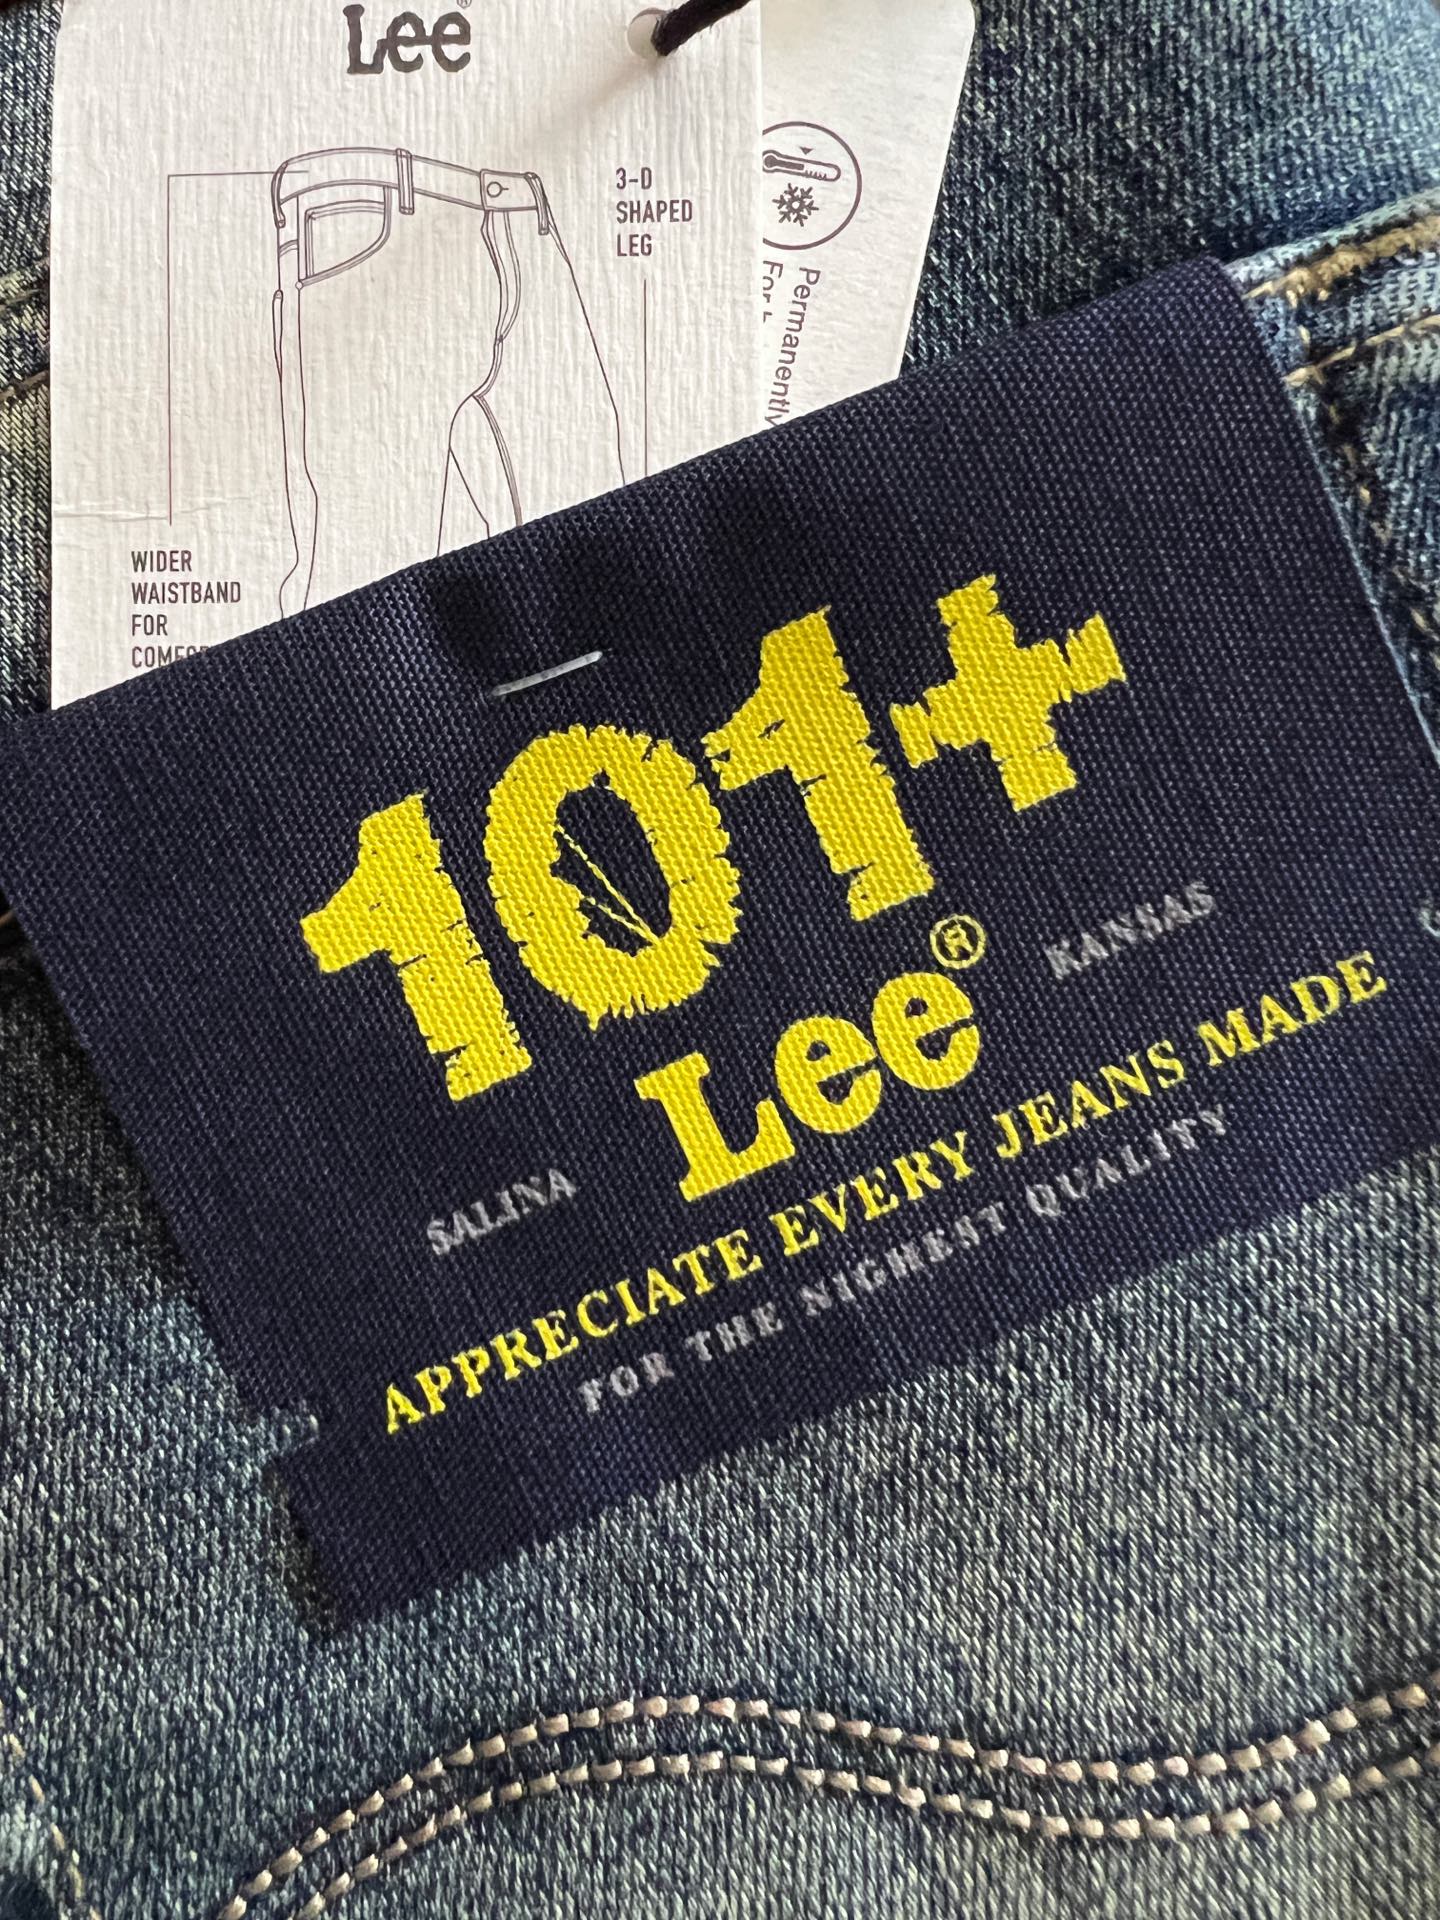 Lee®
3-D
SHAPED
LEG
WIDER
WAISTBAND
FOR
Permanently
101+
Lee®
SALINA
KANSAS
APPRECIATE EVERY JEANS MADE
FOR THE NIGHEST QUALITY